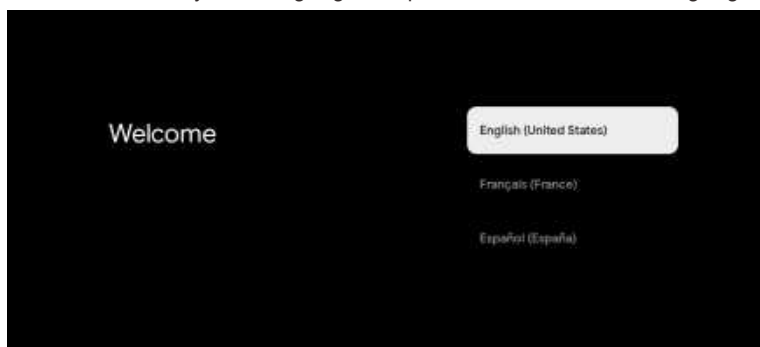 Welcome
English (United States)
Français (France)
Español (España)